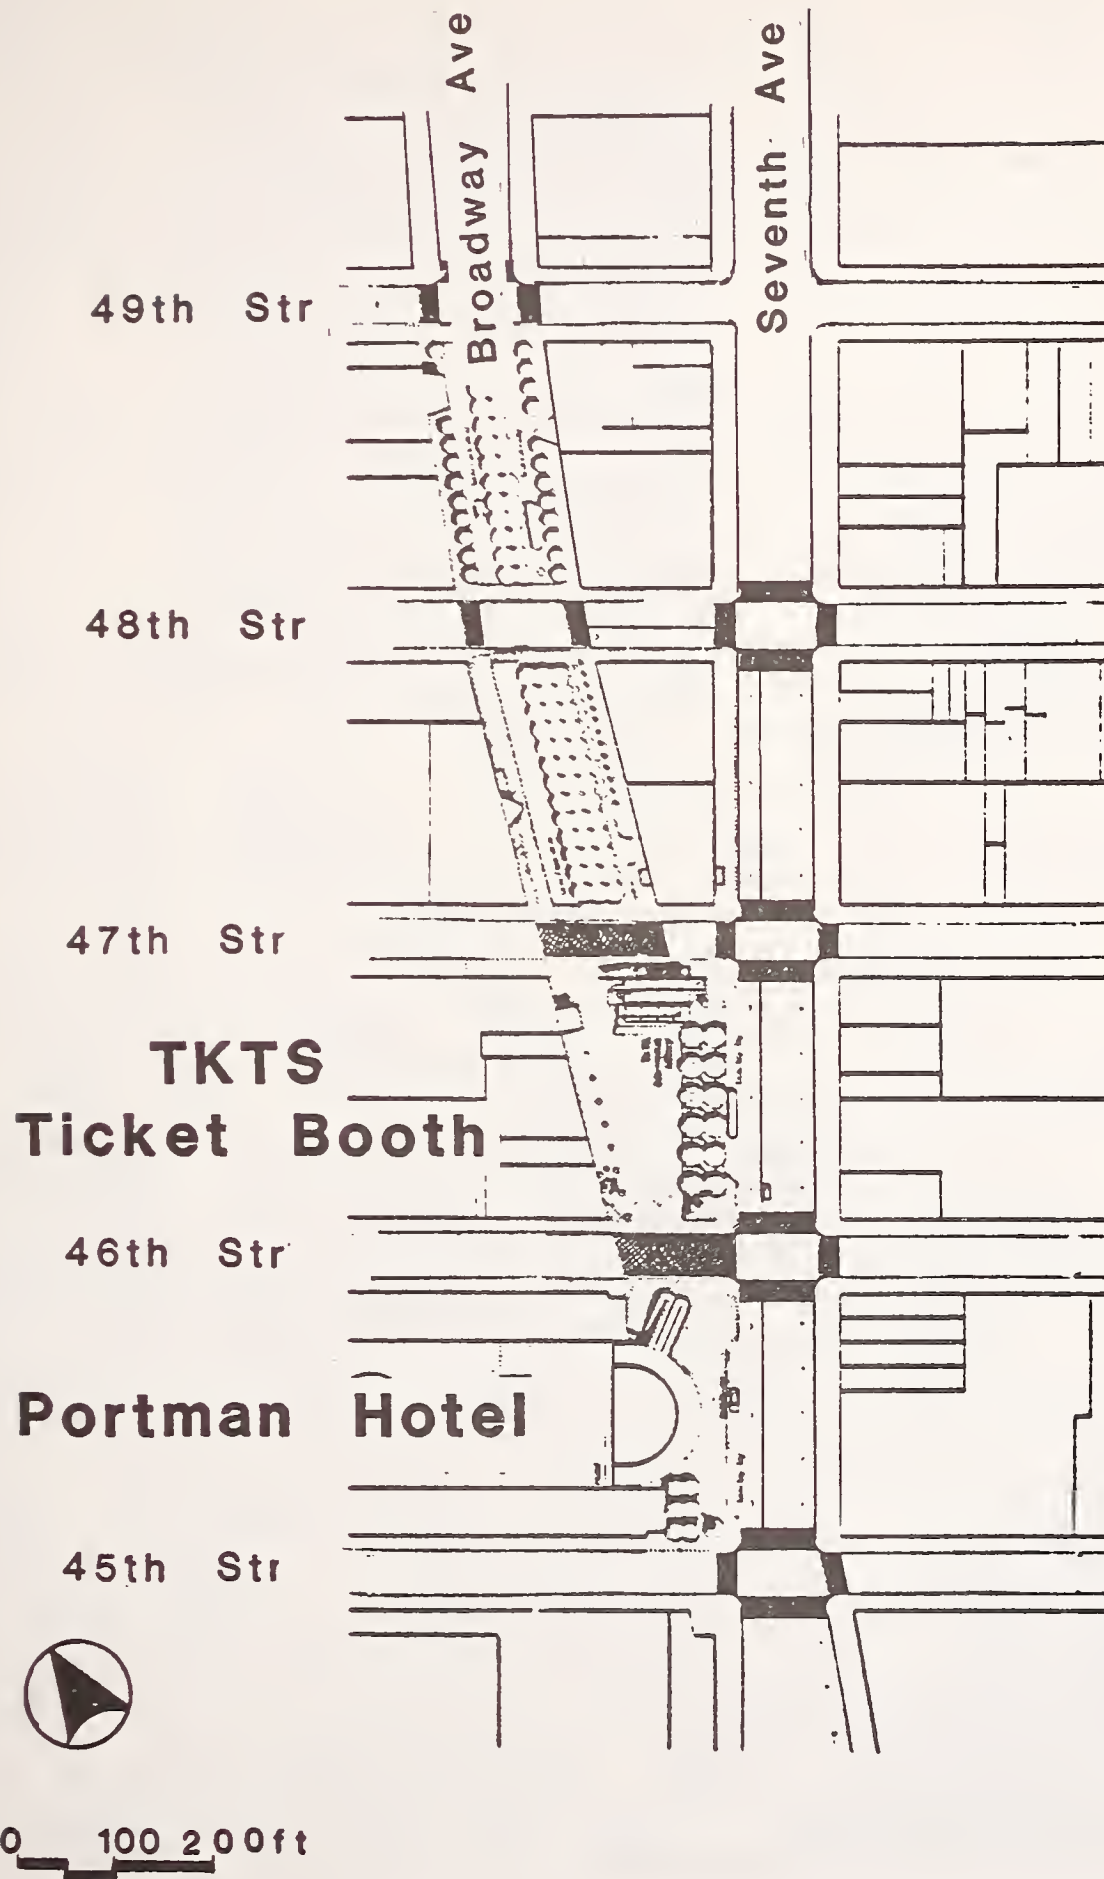 Broadway Ave
Seventh Ave
49th Str
48th Str
47th Str
TKTS
Ticket Booth
46th Str
Portman Hotel
45th Str
0 100 200ft